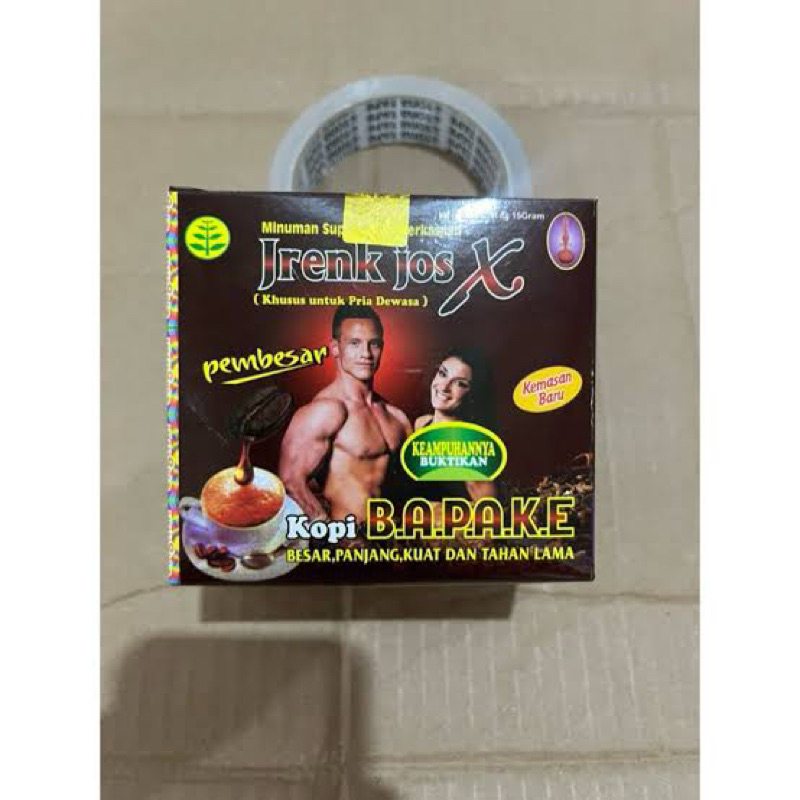 Minuman
Jrenk jos X
( Khusus untuk Pria Dewasa )
pembesar
Kemasan
Baru
KEAMPUHANNYA
BUKTIKAN
Kopi B.A.P.A.K.E
BESAR,PANJANG,KUAT DAN TAHAN LAMA
15Gram